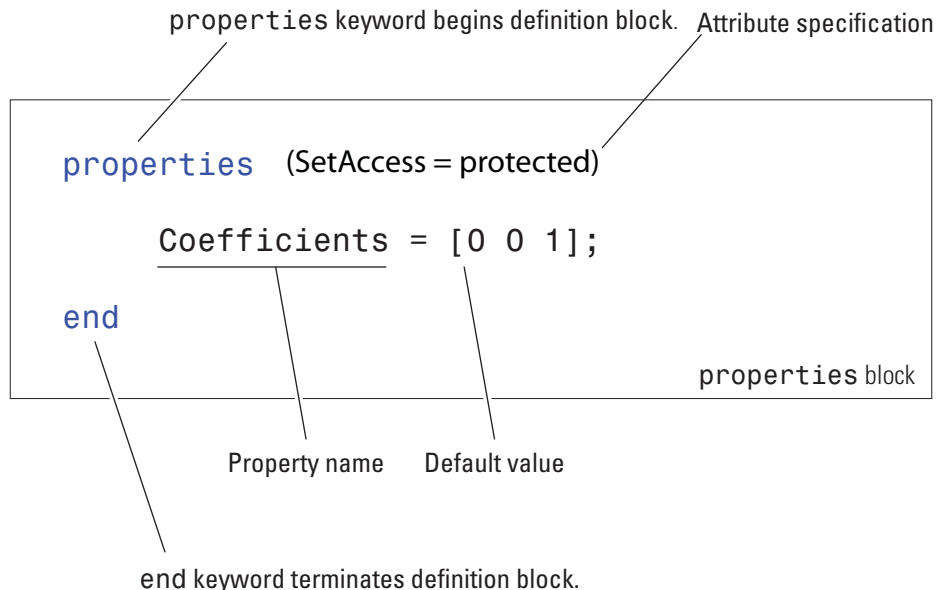 properties keyword begins definition block. Attribute specification
properties (SetAccess = protected)
Coefficients = [0 0 1];
end
properties block
Property name Default value
end keyword terminates definition block.